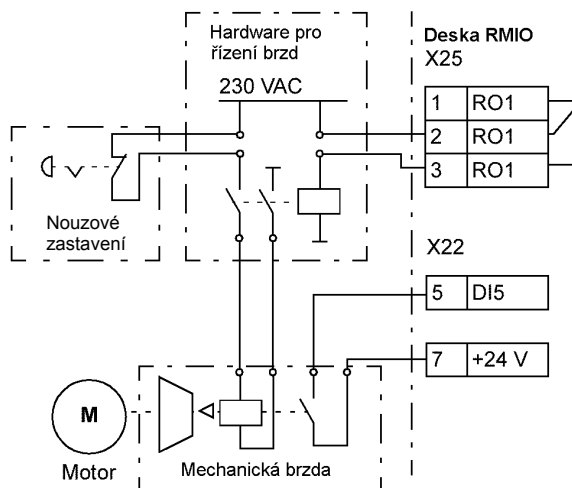 Hardware pro
řízení brzd
230 VAC
Deska RMIO
X25
1 RO1
2 RO1
3 RO1
Nouzové
zastavení
X22
5 DI5
7 +24 V
M
Motor
Mechanická brzda